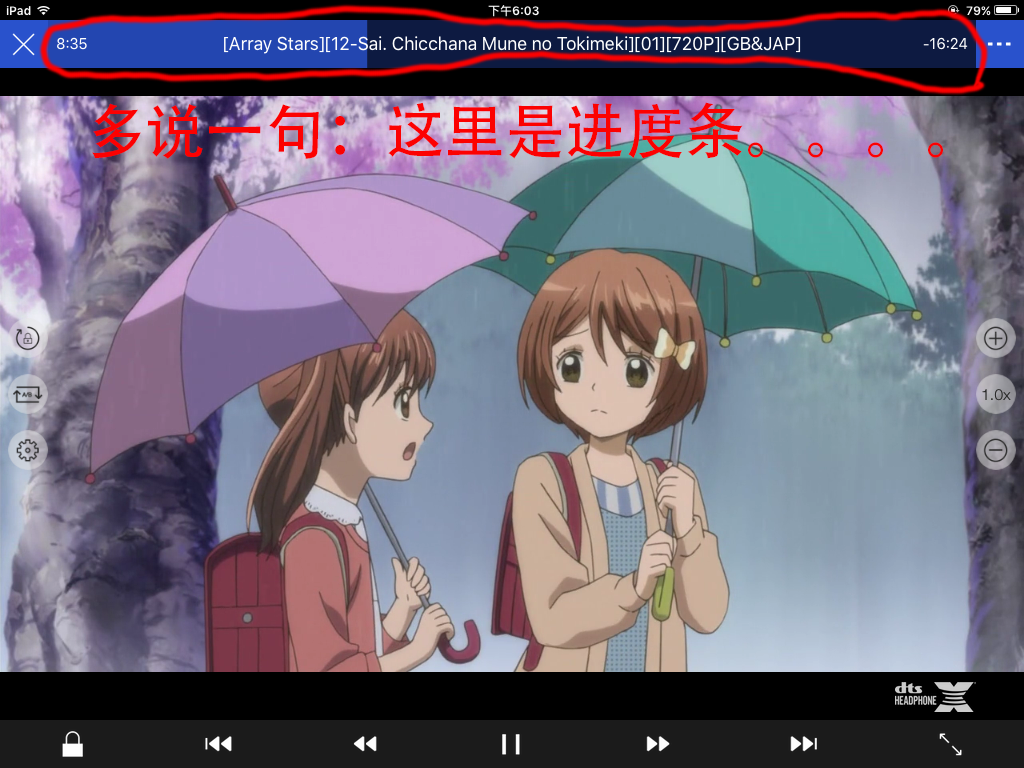 iPad 下午6:03 79%
8:35 [Array Stars][12-Sai. Chicchana Mune no Tokimeki][01][720P][GB&JAP] -16:24
多说一句：这里是进度条。。。。
A/B
1.0x
dts
HEADPHONE X